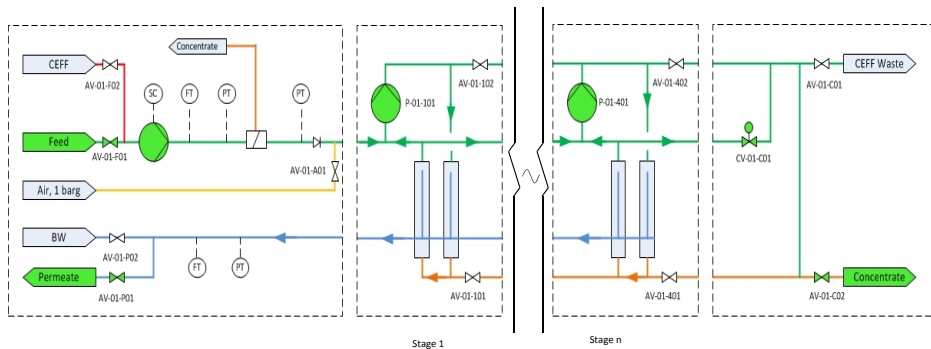 CEFF
AV-01-F02
Concentrate
SC
FT
PT
PT
Feed
AV-01-F01
AV-01-A01
Air, 1 barg
BW
AV-01-P02
FT
PT
Permeate
AV-01-P01
AV-01-102
P-01-101
AV-01-101
Stage 1
AV-01-402
P-01-401
AV-01-401
Stage n
AV-01-C01
CEFF Waste
CV-01-C01
AV-01-C02
Concentrate